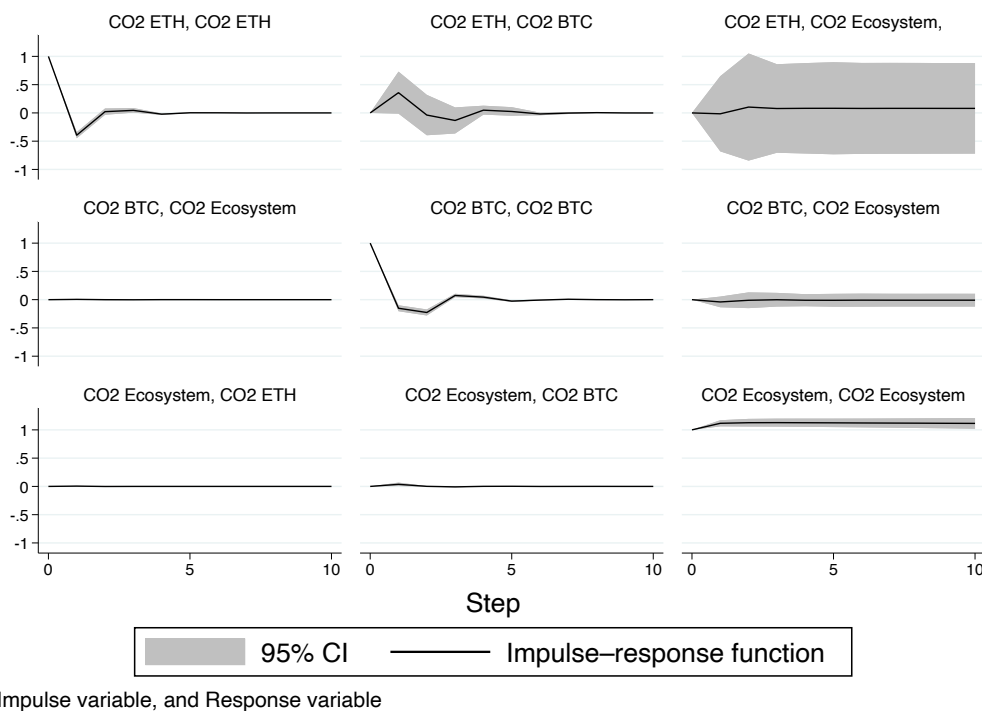 CO2 ETH, CO2 ETH
CO2 ETH, CO2 BTC
CO2 ETH, CO2 Ecosystem,
1
.5
0
-.5
-1
CO2 BTC, CO2 Ecosystem
CO2 BTC, CO2 BTC
CO2 BTC, CO2 Ecosystem
1
.5
0
-.5
-1
CO2 Ecosystem, CO2 ETH
CO2 Ecosystem, CO2 BTC
CO2 Ecosystem, CO2 Ecosystem
1
.5
0
-.5
-1
0 5 10
0 5 10
0 5 10
Step
95% CI
Impulse–response function
Impulse variable, and Response variable